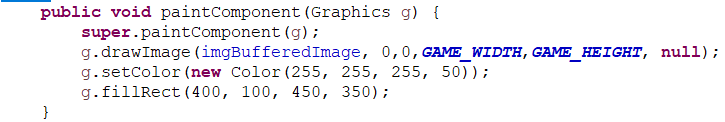 public void paintComponent(Graphics g) {
super.paintComponent(g);
g.drawImage(imgBufferedImage, 0,0,GAME_WIDTH,GAME_HEIGHT, null);
g.setColor(new Color(255, 255, 255, 50));
g.fillRect(400, 100, 450, 350);
}